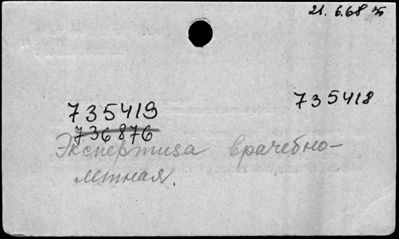 21.6.68
735419 735418
736876
Экспертиза врачебно-
летная.